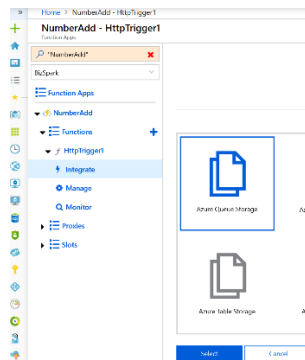 Home > NumberAdd - HttpTrigger1
NumberAdd - HttpTrigger1
Function Apps
"NumberAdd"
BizSpark
Function Apps
NumberAdd
Functions
HttpTrigger1
Integrate
Manage
Monitor
Proxies
Slots
Azure Queue Storage
Az
Azure Table Storage
A
Select
Cancel